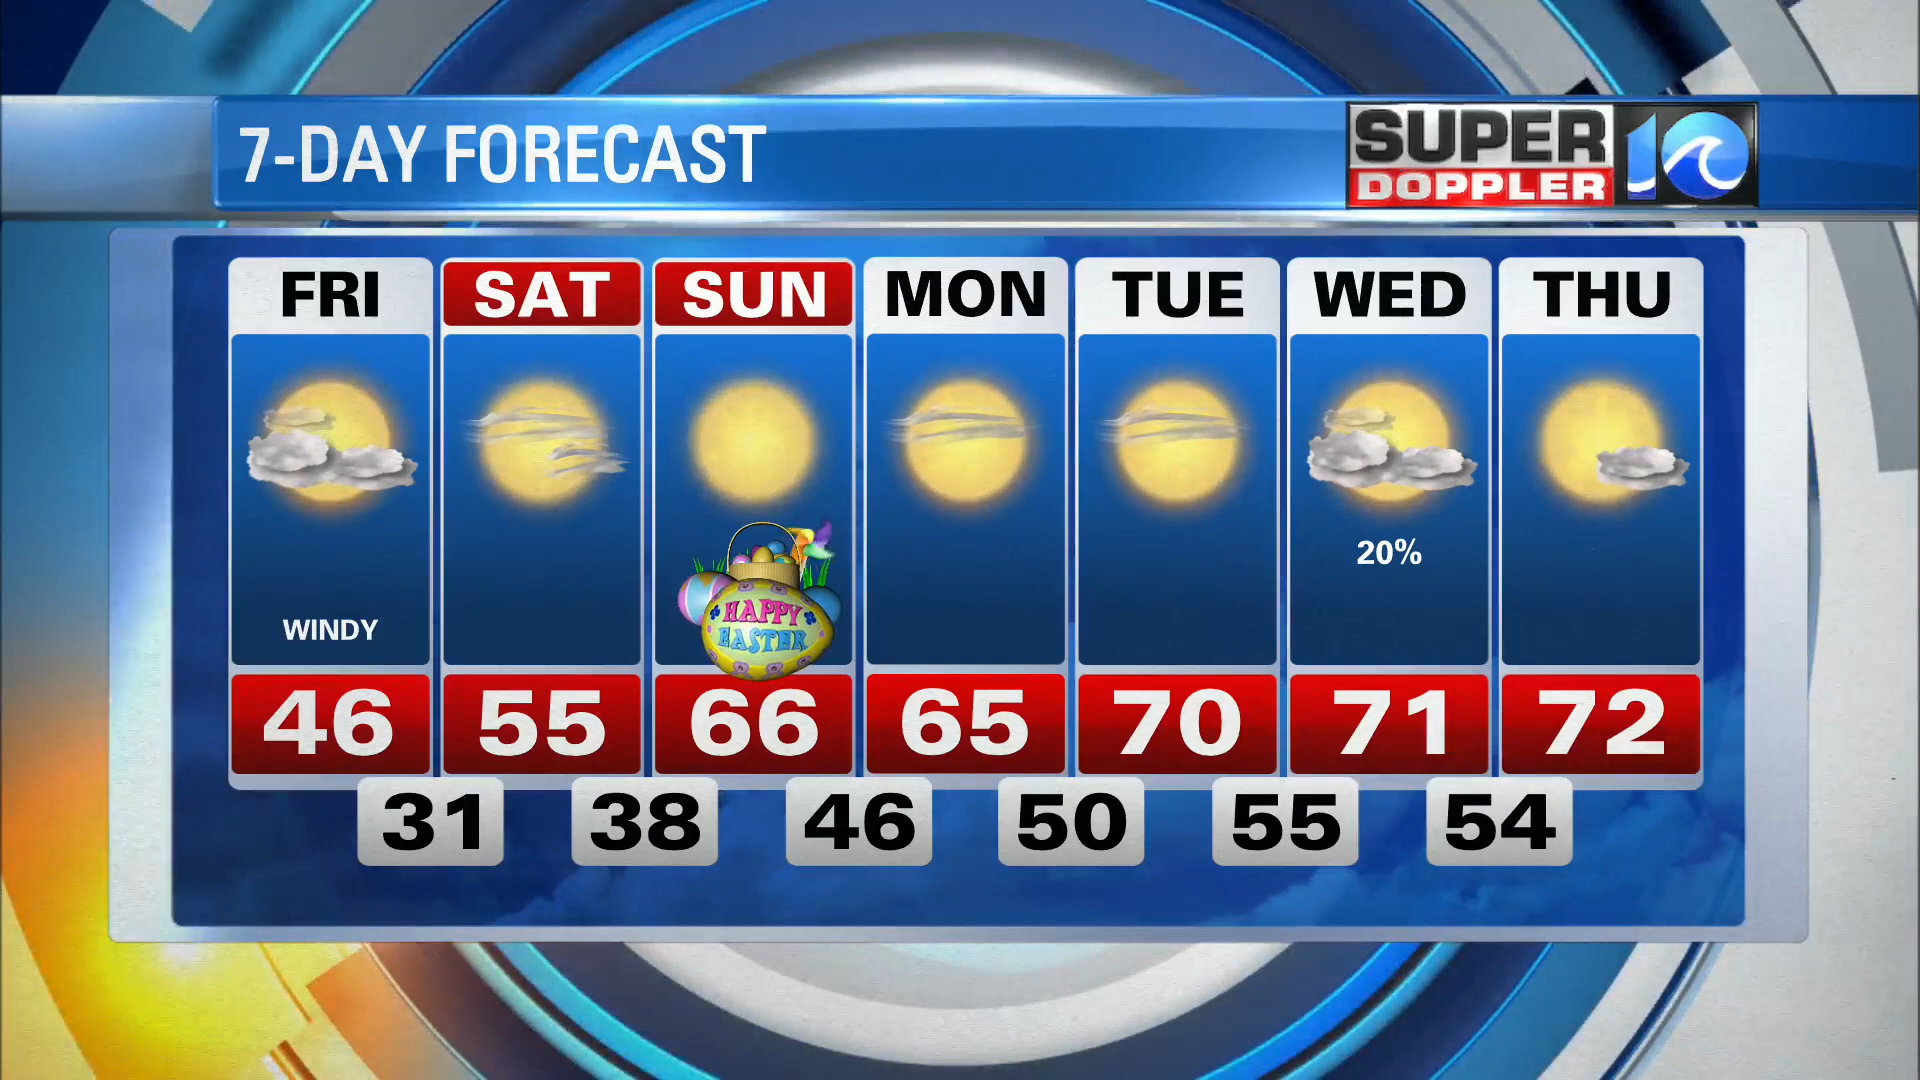 7-DAY FORECAST
SUPER
DOPPLER
10
FRI SAT SUN MON TUE WED THU
20%
WINDY
HAPPY
EASTER
46 55 66 65 70 71 72
31 38 46 50 55 54